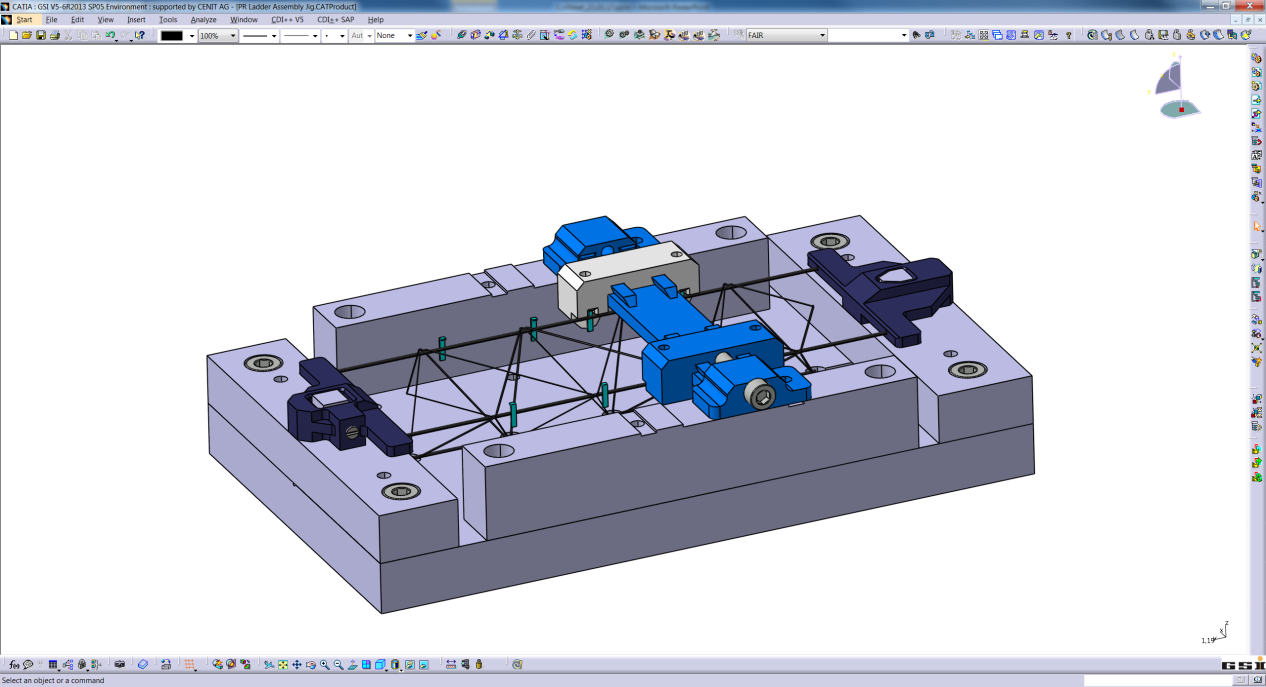 CATIA : GSI V5-6R2013 SP05 Environment : supported by CENIT AG - [PR Ladder Assembly Jig.CATProduct]
Start File Edit View Insert Tools Analyze Window CDI++ V5 CDI±+ SAP Help
100% Aut None FAIR
z
x
1,19
GSI
Select an object or a command